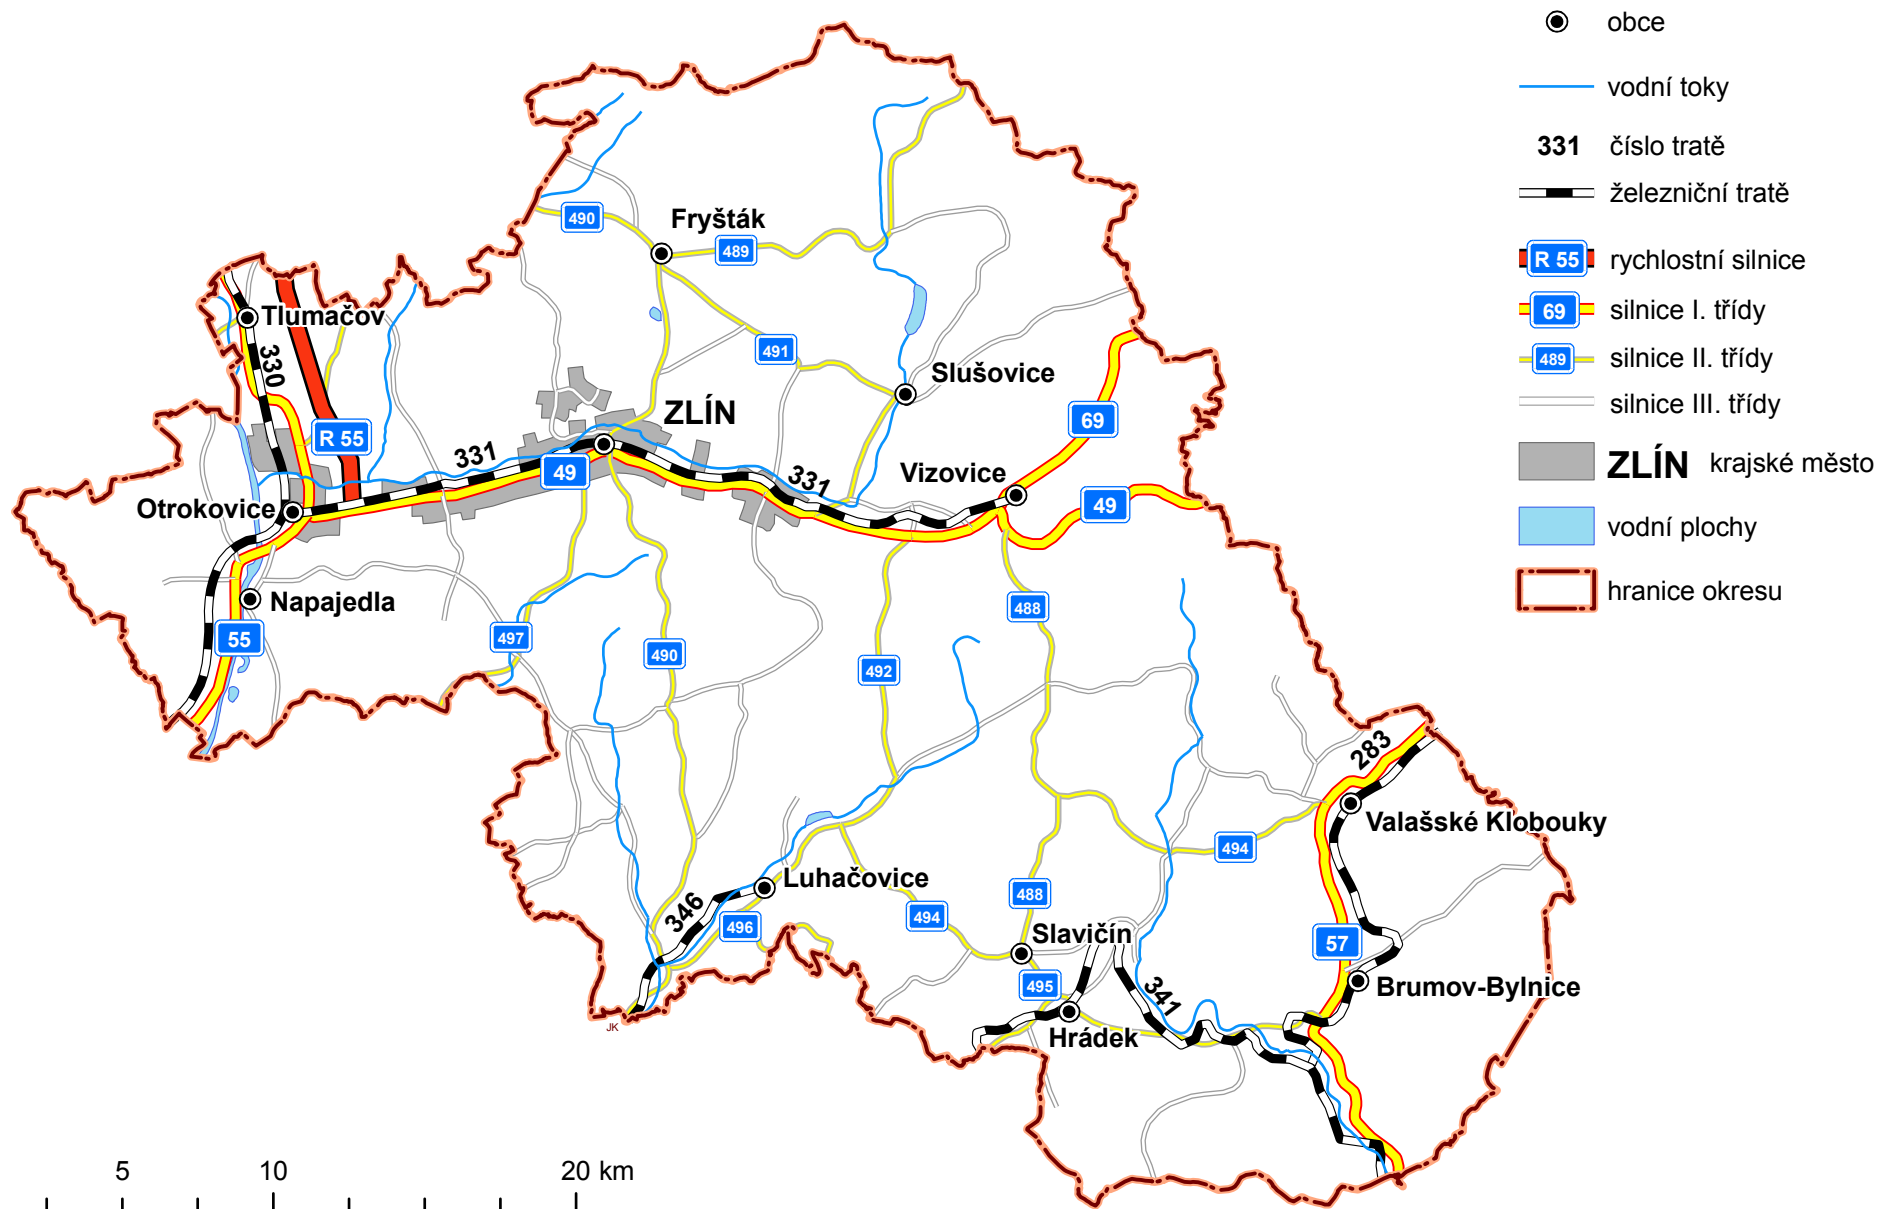 obce
vodní toky
331 číslo tratě
železniční tratě
R 55 rychlostní silnice
69 silnice I. třídy
489 silnice II. třídy
silnice III. třídy
ZLÍN krajské město
vodní plochy
hranice okresu
490
Fryšták
489
Tlumačov
330
491
Slušovice
ZLÍN
R 55
69
331
49
331
Vizovice
49
Otrokovice
Napajedla
55
497
490
488
492
283
Valašské Klobouky
494
Luhačovice
346
496
494
488
Slavičín
57
495
341
Brumov-Bylnice
Hrádek
JK
5 10 20 km